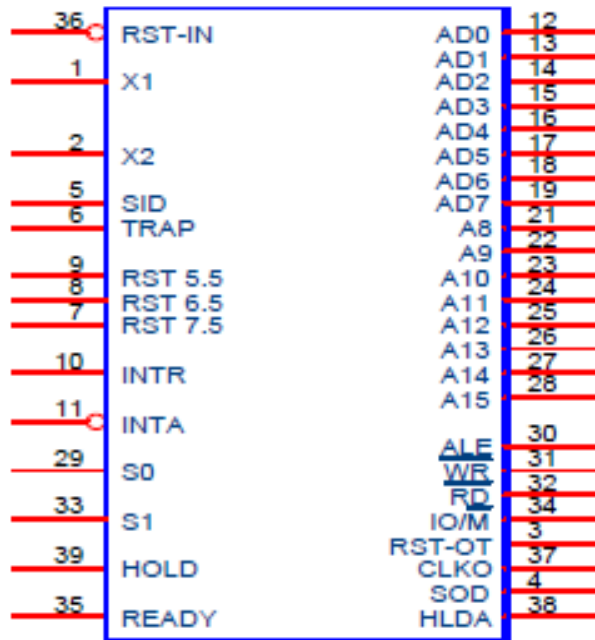 36 RST-IN AD0 12
AD1 13
1 X1 AD2 14
AD3 15
AD4 16
2 X2 AD5 17
AD6 18
5 SID AD7 19
6 TRAP A8 21
A9 22
9 RST 5.5 A10 23
8 RST 6.5 A11 24
7 RST 7.5 A12 25
A13 26
10 INTR A14 27
A15 28
11 INTA
ALE 30
29 S0 WR 31
RD 32
33 S1 IO/M 34
RST-OT 3
39 HOLD CLKO 37
SOD 4
35 READY HLDA 38